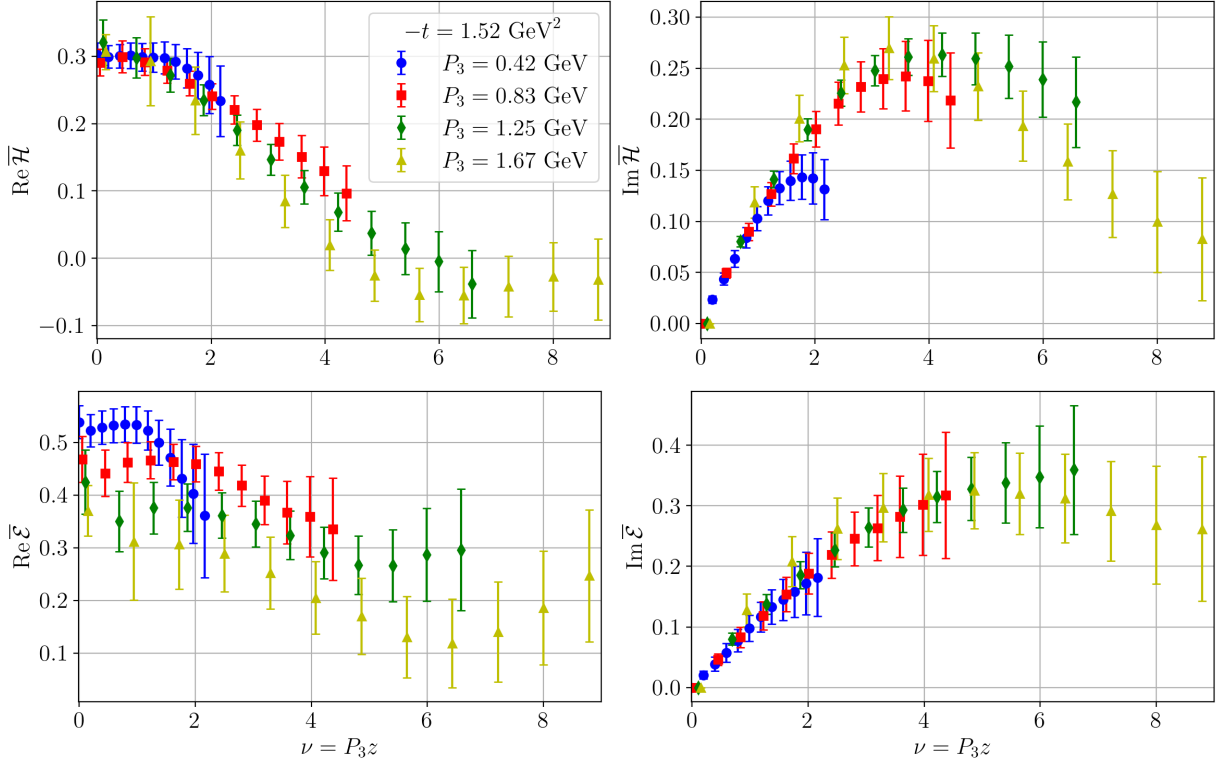 −t = 1.52 GeV²
P₃ = 0.42 GeV
P₃ = 0.83 GeV
P₃ = 1.25 GeV
P₃ = 1.67 GeV
Re H̅
0.3
0.2
0.1
0.0
−0.1
0 2 4 6 8
Im H̅
0.30
0.25
0.20
0.15
0.10
0.05
0.00
0 2 4 6 8
Re E̅
0.5
0.4
0.3
0.2
0.1
0 2 4 6 8
ν = P₃z
Im E̅
0.4
0.3
0.2
0.1
0.0
0 2 4 6 8
ν = P₃z